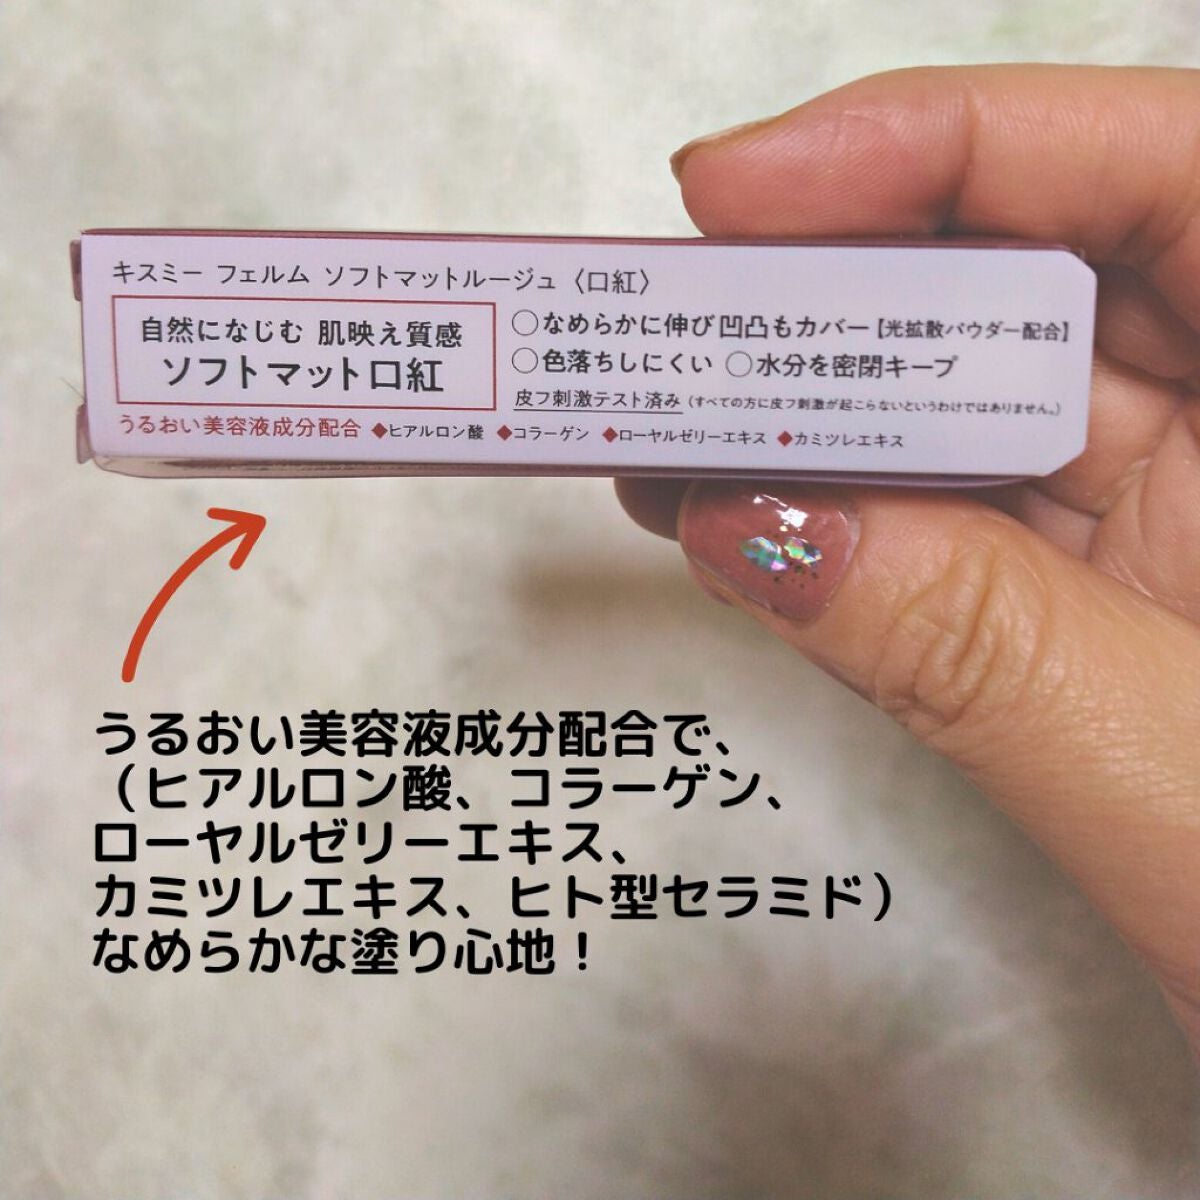 キスミー フェルム ソフトマットルージュ〈口紅〉
自然になじむ 肌映え質感
ソフトマット口紅
○なめらかに伸び凹凸もカバー【光拡散パウダー配合】
○色落ちしにくい ○水分を密閉キープ
皮フ刺激テスト済み（すべての方に皮フ刺激が起こらないというわけではありません。）
うるおい美容液成分配合 ◆ヒアルロン酸 ◆コラーゲン ◆ローヤルゼリーエキス ◆カミツレエキス
うるおい美容液成分配合で、
（ヒアルロン酸、コラーゲン、
ローヤルゼリーエキス、
カミツレエキス、ヒト型セラミド）
なめらかな塗り心地！